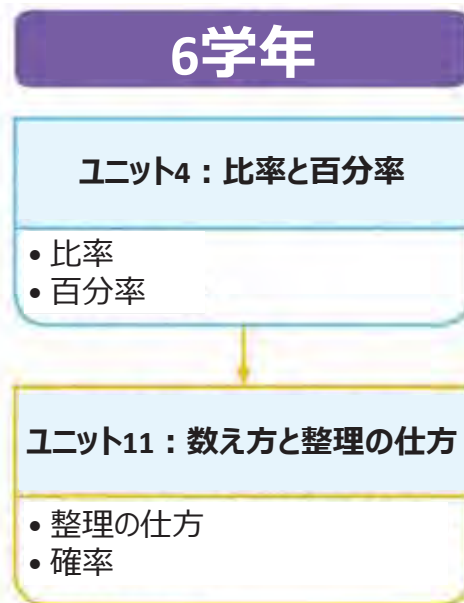 6学年
ユニット4：比率と百分率
• 比率
• 百分率
ユニット11：数え方と整理の仕方
• 整理の仕方
• 確率